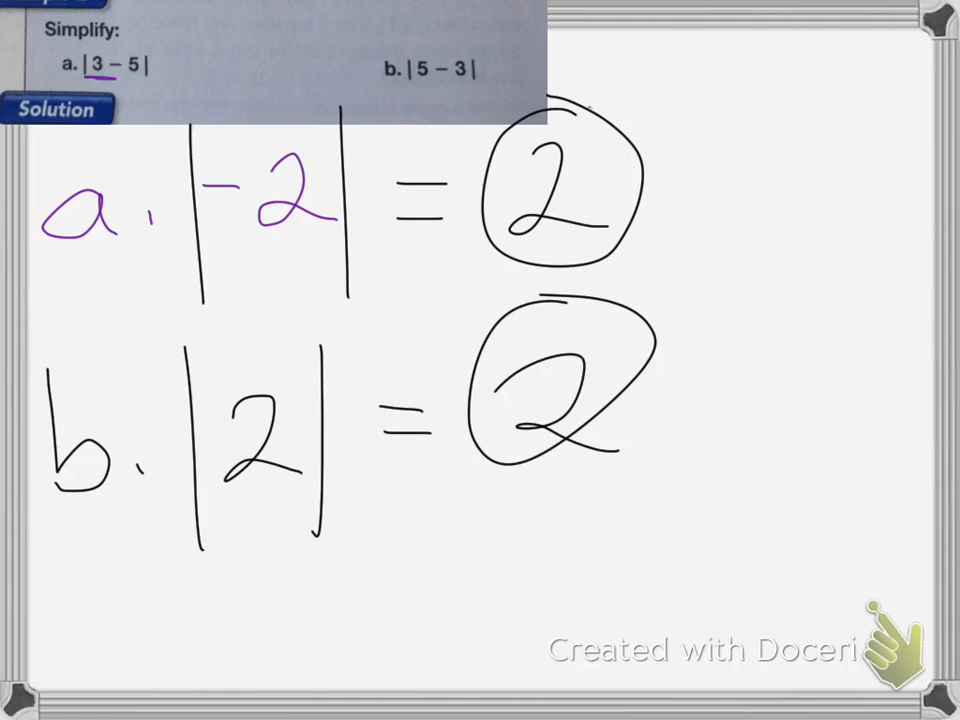 Simplify:
a. | 3 − 5 |
b. | 5 − 3 |
Solution
a. |-2| = 2
b. |2| = 2
Created with Doceri